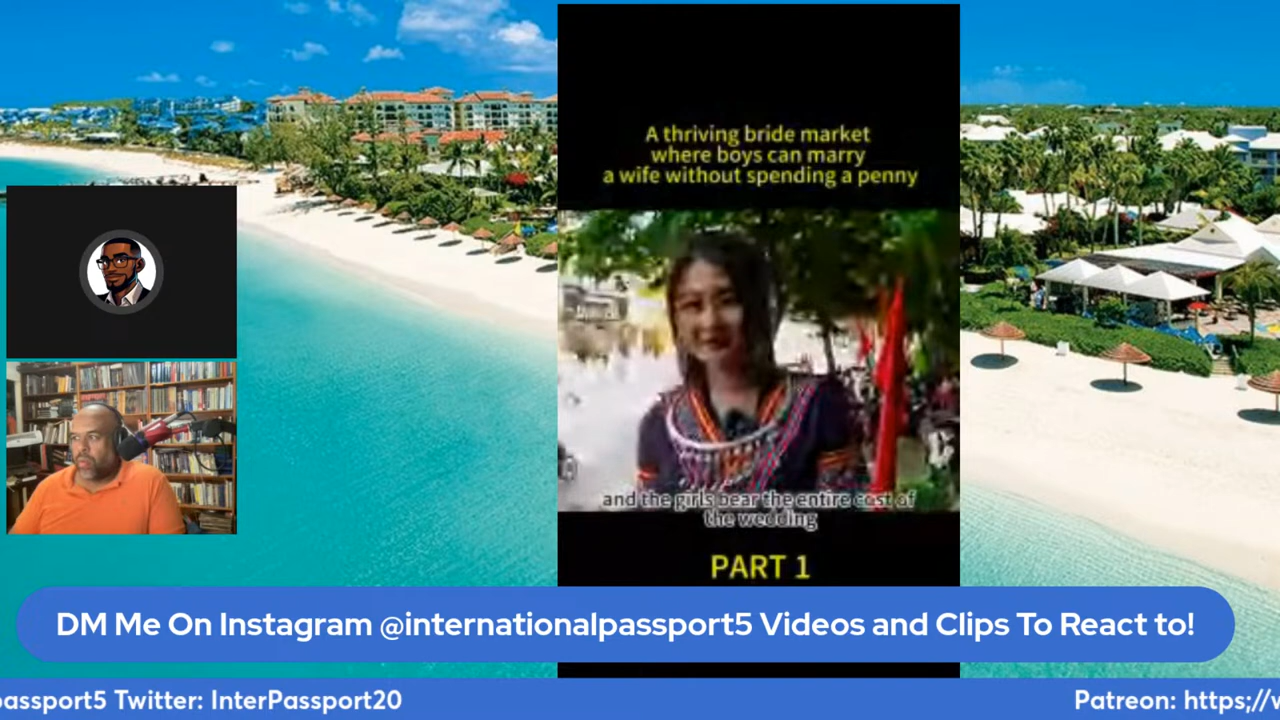 A thriving bride market
where boys can marry
a wife without spending a penny
and the girls bear the entire cost of
the wedding
PART 1
DM Me On Instagram @internationalpassport5 Videos and Clips To React to!
passport5 Twitter: InterPassport20
Patreon: https;//w